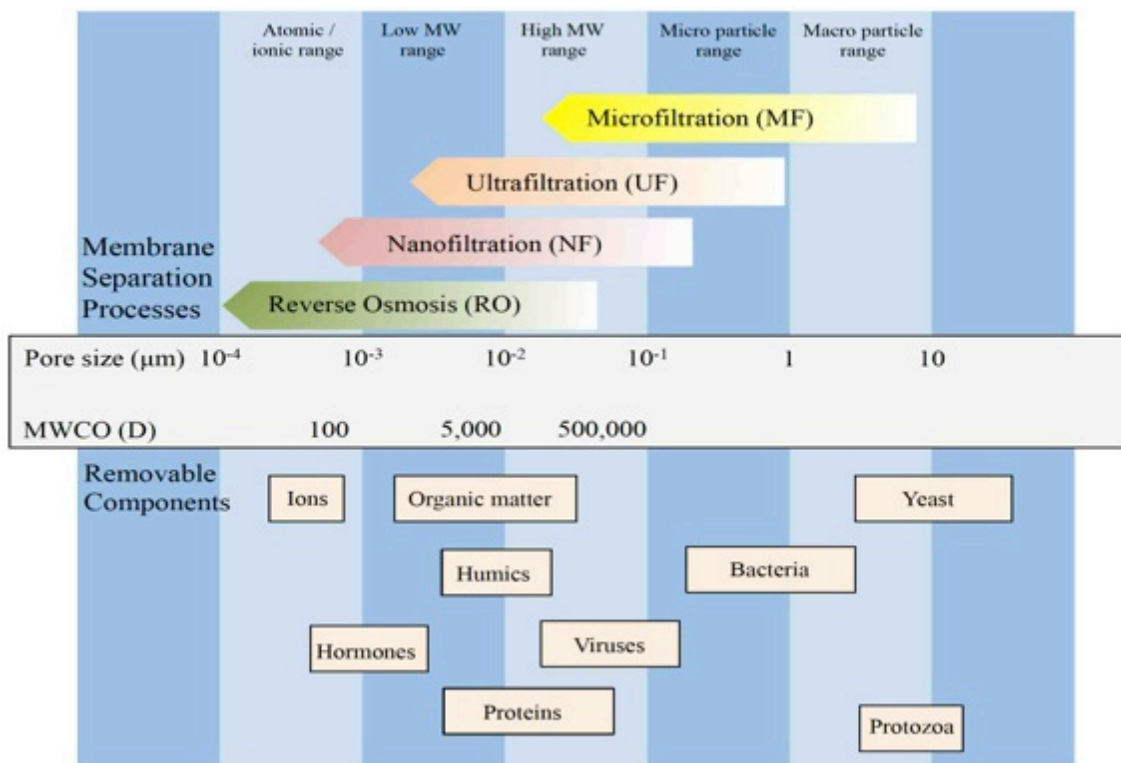 Atomic /
ionic range
Low MW
range
High MW
range
Micro particle
range
Macro particle
range
Microfiltration (MF)
Ultrafiltration (UF)
Nanofiltration (NF)
Reverse Osmosis (RO)
Membrane
Separation
Processes
Pore size (µm) 10⁻⁴ 10⁻³ 10⁻² 10⁻¹ 1 10
MWCO (D) 100 5,000 500,000
Removable
Components
Ions Organic matter Yeast
Humics Bacteria
Hormones Viruses
Proteins Protozoa